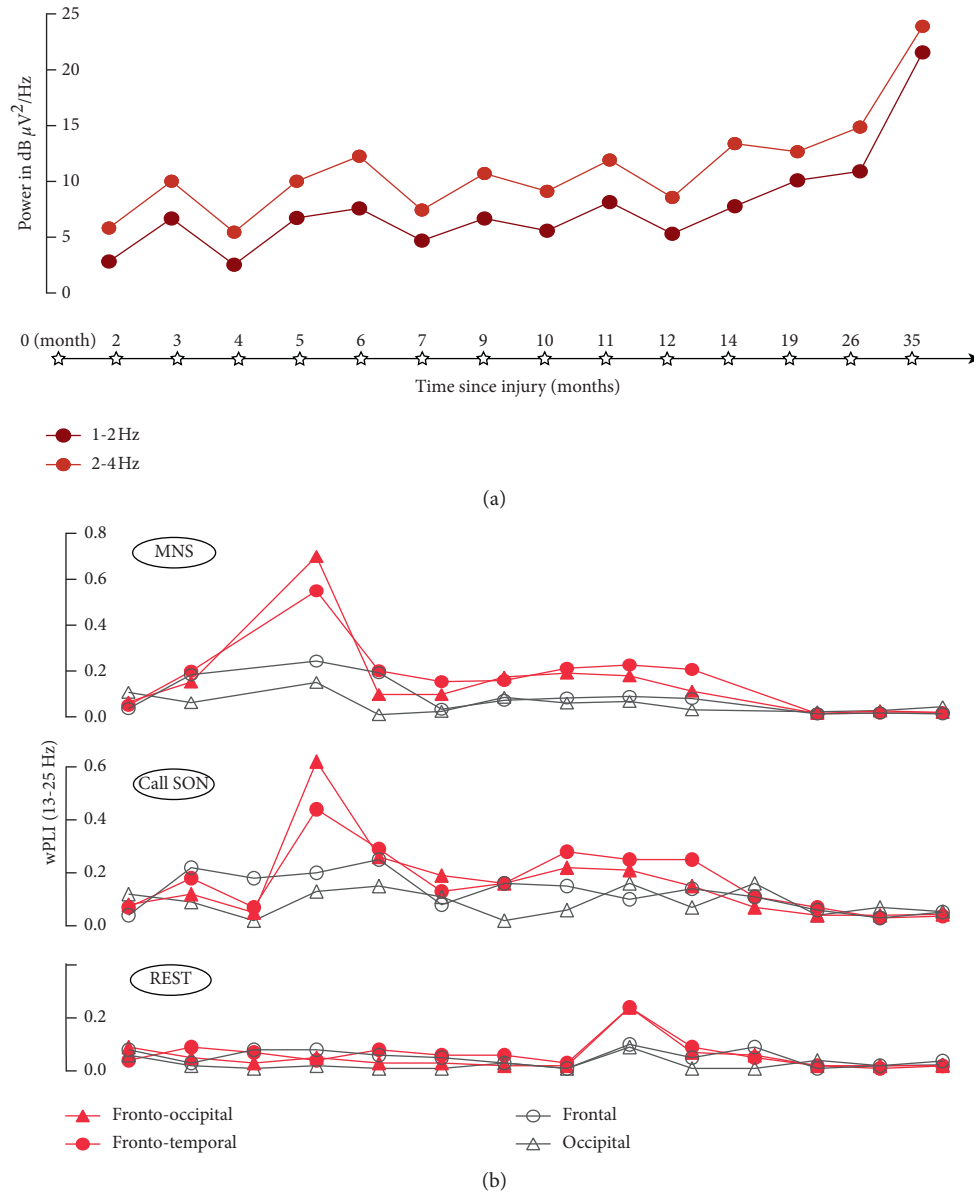 25
20
15
10
5
0
Power in dB μV²/Hz
0 (month) 2 3 4 5 6 7 9 10 11 12 14 19 26 35
Time since injury (months)
1-2 Hz
2-4 Hz
(a)
0.8
MNS
0.6
0.4
0.2
0.0
wPLI (13-25 Hz)
0.6
Call SON
0.4
0.2
0.0
REST
0.2
0.0
Fronto-occipital Frontal
Fronto-temporal Occipital
(b)